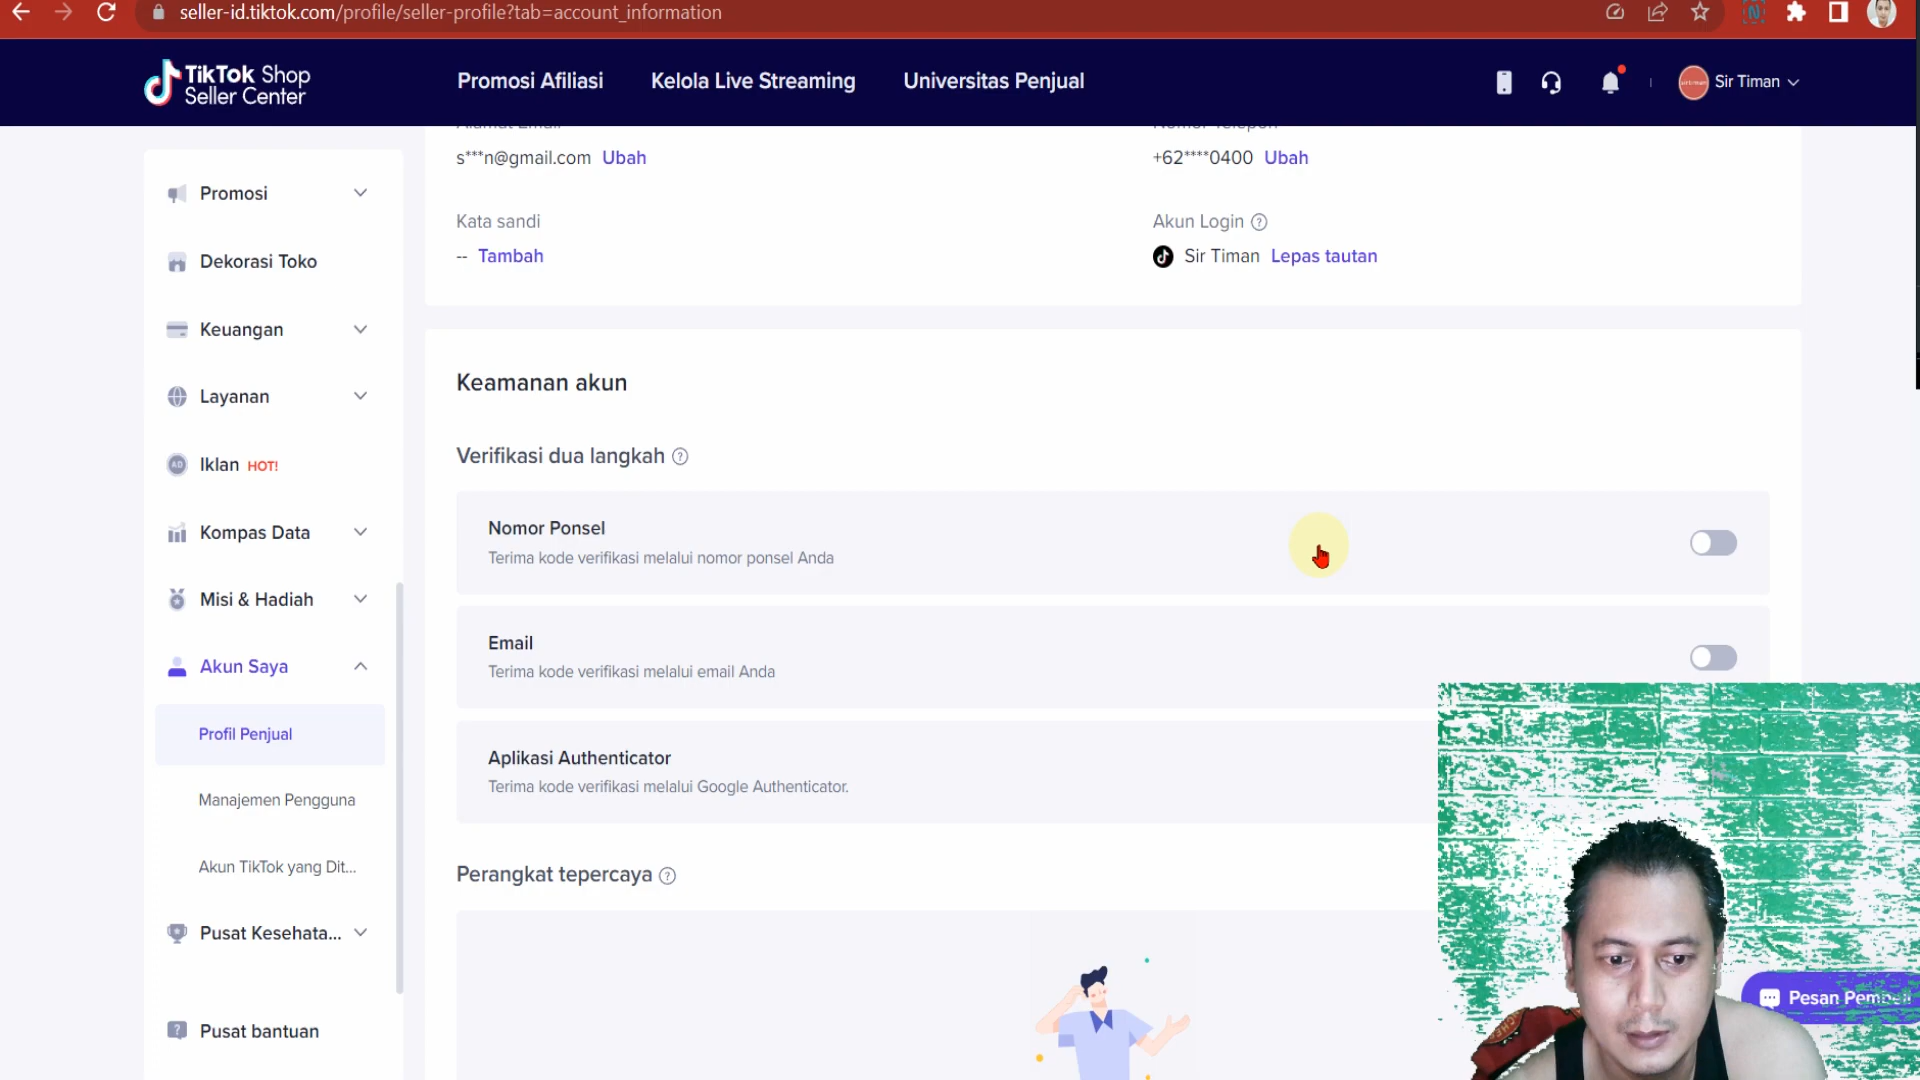 seller-id.tiktok.com/profile/seller-profile?tab=account_information
TikTok Shop
Seller Center
Promosi Afiliasi
Kelola Live Streaming
Universitas Penjual
Sir Timan
Promosi
Dekorasi Toko
Keuangan
Layanan
Iklan HOT!
Kompas Data
Misi & Hadiah
Akun Saya
Profil Penjual
Manajemen Pengguna
Akun TikTok yang Dit...
Pusat Kesehata...
Pusat bantuan
Alamat Email
s***n@gmail.com Ubah
Nomor Telepon
+62****0400 Ubah
Kata sandi
-- Tambah
Akun Login
Sir Timan Lepas tautan
Keamanan akun
Verifikasi dua langkah
Nomor Ponsel
Terima kode verifikasi melalui nomor ponsel Anda
Email
Terima kode verifikasi melalui email Anda
Aplikasi Authenticator
Terima kode verifikasi melalui Google Authenticator.
Perangkat tepercaya
Pesan Pembeli